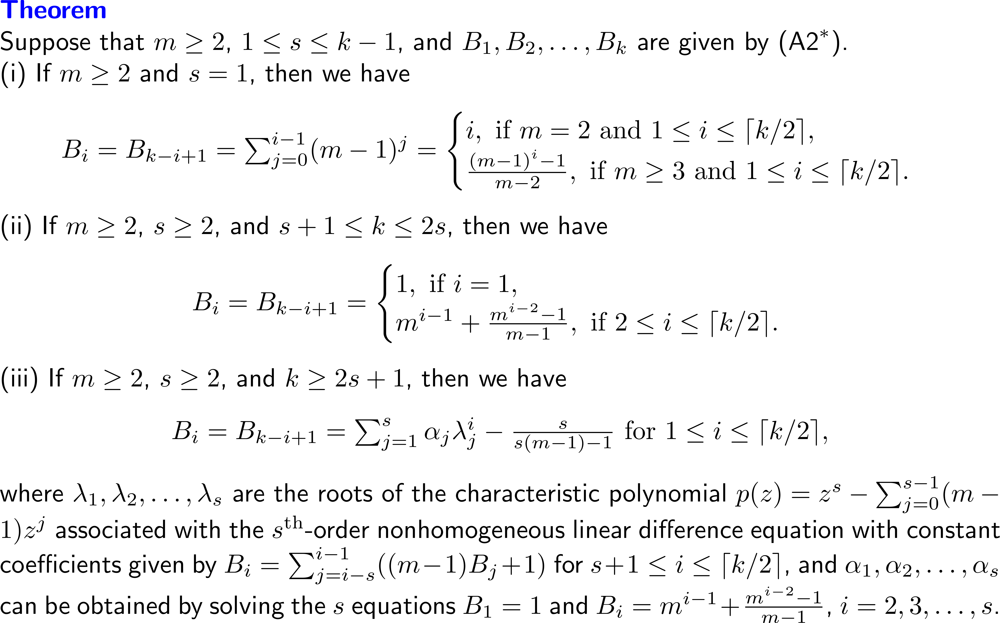 Theorem
Suppose that $m \geq 2$, $1 \leq s \leq k-1$, and $B_1, B_2, \ldots, B_k$ are given by (A2$^*$).
(i) If $m \geq 2$ and $s = 1$, then we have
$B_i = B_{k-i+1} = \sum_{j=0}^{i-1}(m-1)^j = \begin{cases} i, \text{ if } m = 2 \text{ and } 1 \leq i \leq \lceil k/2 \rceil, \\ \frac{(m-1)^i-1}{m-2}, \text{ if } m \geq 3 \text{ and } 1 \leq i \leq \lceil k/2 \rceil. \end{cases}$
(ii) If $m \geq 2$, $s \geq 2$, and $s+1 \leq k \leq 2s$, then we have
$B_i = B_{k-i+1} = \begin{cases} 1, \text{ if } i = 1, \\ m^{i-1} + \frac{m^{i-2}-1}{m-1}, \text{ if } 2 \leq i \leq \lceil k/2 \rceil. \end{cases}$
(iii) If $m \geq 2$, $s \geq 2$, and $k \geq 2s+1$, then we have
$B_i = B_{k-i+1} = \sum_{j=1}^{s} \alpha_j \lambda_j^i - \frac{s}{s(m-1)-1} \text{ for } 1 \leq i \leq \lceil k/2 \rceil,$
where $\lambda_1, \lambda_2, \ldots, \lambda_s$ are the roots of the characteristic polynomial $p(z) = z^s - \sum_{j=0}^{s-1}(m-$
$1)z^j$ associated with the $s^{\text{th}}$-order nonhomogeneous linear difference equation with constant
coefficients given by $B_i = \sum_{j=i-s}^{i-1}((m-1)B_j+1)$ for $s+1 \leq i \leq \lceil k/2 \rceil$, and $\alpha_1, \alpha_2, \ldots, \alpha_s$
can be obtained by solving the $s$ equations $B_1 = 1$ and $B_i = m^{i-1} + \frac{m^{i-2}-1}{m-1}$, $i = 2, 3, \ldots, s$.